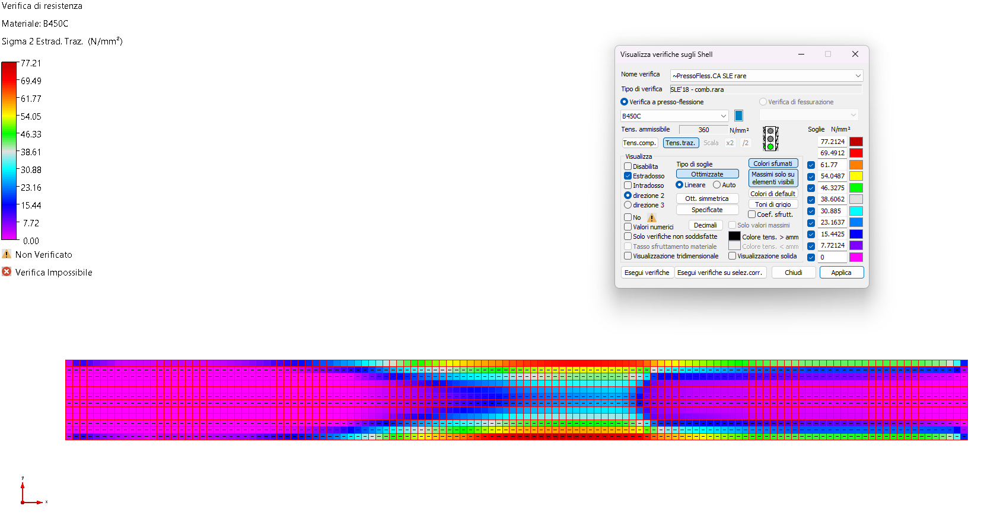 Verifica di resistenza
Materiale: B450C
Sigma 2 Estrad. Traz. (N/mm²)
77.21
69.49
61.77
54.05
46.33
38.61
30.88
23.16
15.44
7.72
0.00
Non Verificato
Verifica Impossibile
Visualizza verifiche sugli Shell
Nome verifica ~PressoFless.CA SLE rare
Tipo di verifica SLE'18 - comb.rara
Verifica a presso-flessione Verifica di fessurazione
B450C
Tens. ammissibile 360 N/mm² Soglie N/mm²
Tens.comp. Tens.traz. Scala x2 /2
77.2124
69.4912
61.77
54.0487
46.3275
38.6062
30.885
23.1637
15.4425
7.72124
0
Visualizza
Disabilita
Estradosso
Intradosso
direzione 2
direzione 3
No
Valori numerici
Solo verifiche non soddisfatte
Tasso sfruttamento materiale
Visualizzazione tridimensionale
Tipo di soglie
Ottimizzate
Lineare Auto
Ott. simmetrica
Specificate
Decimali
Colori sfumati
Massimi solo su
elementi visibili
Colori di default
Toni di grigio
Coef. sfrutt.
Solo valori massimi
Colore tens. > amm
Colore tens. < amm
Visualizzazione solida
Esegui verifiche Esegui verifiche su selez.corr. Chiudi Applica
y
x